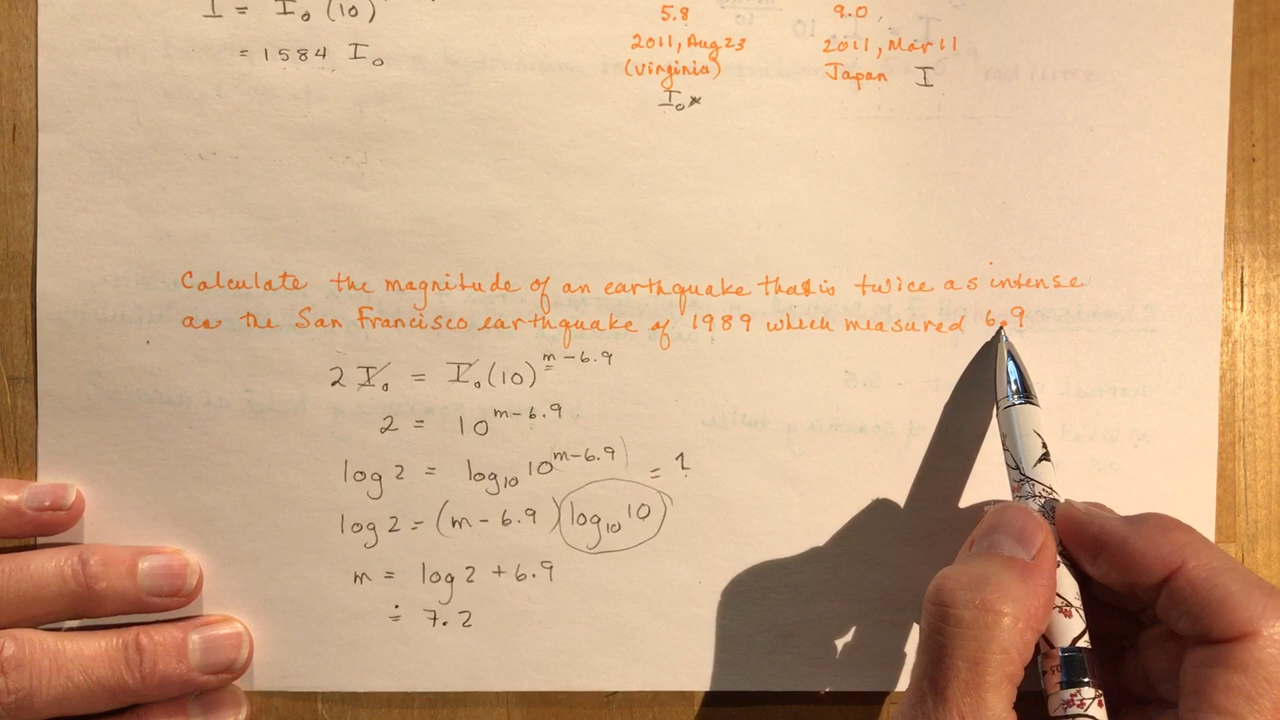 I = I₀ (10)
= 1584 I₀
5.8
2011, Aug 23
(virginia)
I₀*
9.0
2011, Mar 11
Japan I
Calculate the magnitude of an earthquake that is twice as intense
as the San Francisco earthquake of 1989 which measured 6.9
2 I₀ = I₀ (10)^m-6.9
2 = 10^m-6.9
log 2 = log₁₀ 10^(m-6.9) = ?
log 2 = (m - 6.9) log₁₀ 10
m = log 2 + 6.9
≐ 7.2